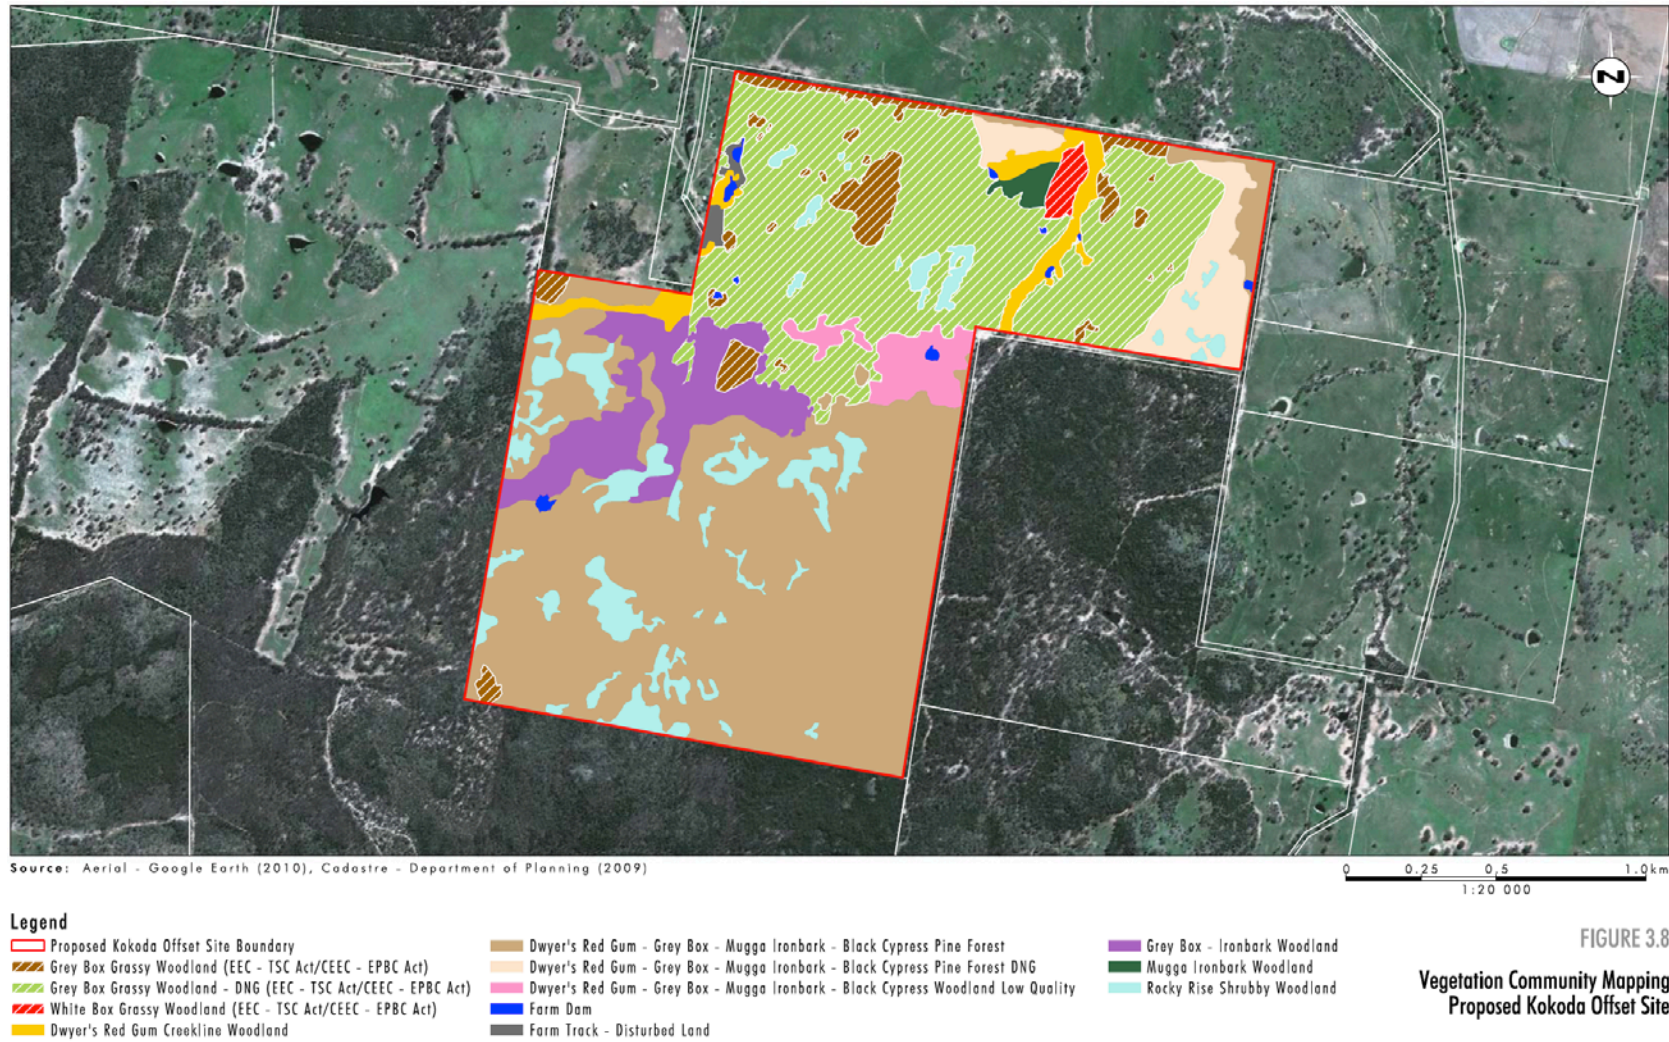 N
Source: Aerial - Google Earth (2010), Cadastre - Department of Planning (2009)
0 0.25 0.5 1.0km
1:20 000
Legend
Proposed Kokoda Offset Site Boundary
Grey Box Grassy Woodland (EEC - TSC Act/CEEC - EPBC Act)
Grey Box Grassy Woodland - DNG (EEC - TSC Act/CEEC - EPBC Act)
White Box Grassy Woodland (EEC - TSC Act/CEEC - EPBC Act)
Dwyer's Red Gum Creekline Woodland
Dwyer's Red Gum - Grey Box - Mugga Ironbark - Black Cypress Pine Forest
Dwyer's Red Gum - Grey Box - Mugga Ironbark - Black Cypress Pine Forest DNG
Dwyer's Red Gum - Grey Box - Mugga Ironbark - Black Cypress Woodland Low Quality
Farm Dam
Farm Track - Disturbed Land
Grey Box - Ironbark Woodland
Mugga Ironbark Woodland
Rocky Rise Shrubby Woodland
FIGURE 3.8
Vegetation Community Mapping
Proposed Kokoda Offset Site